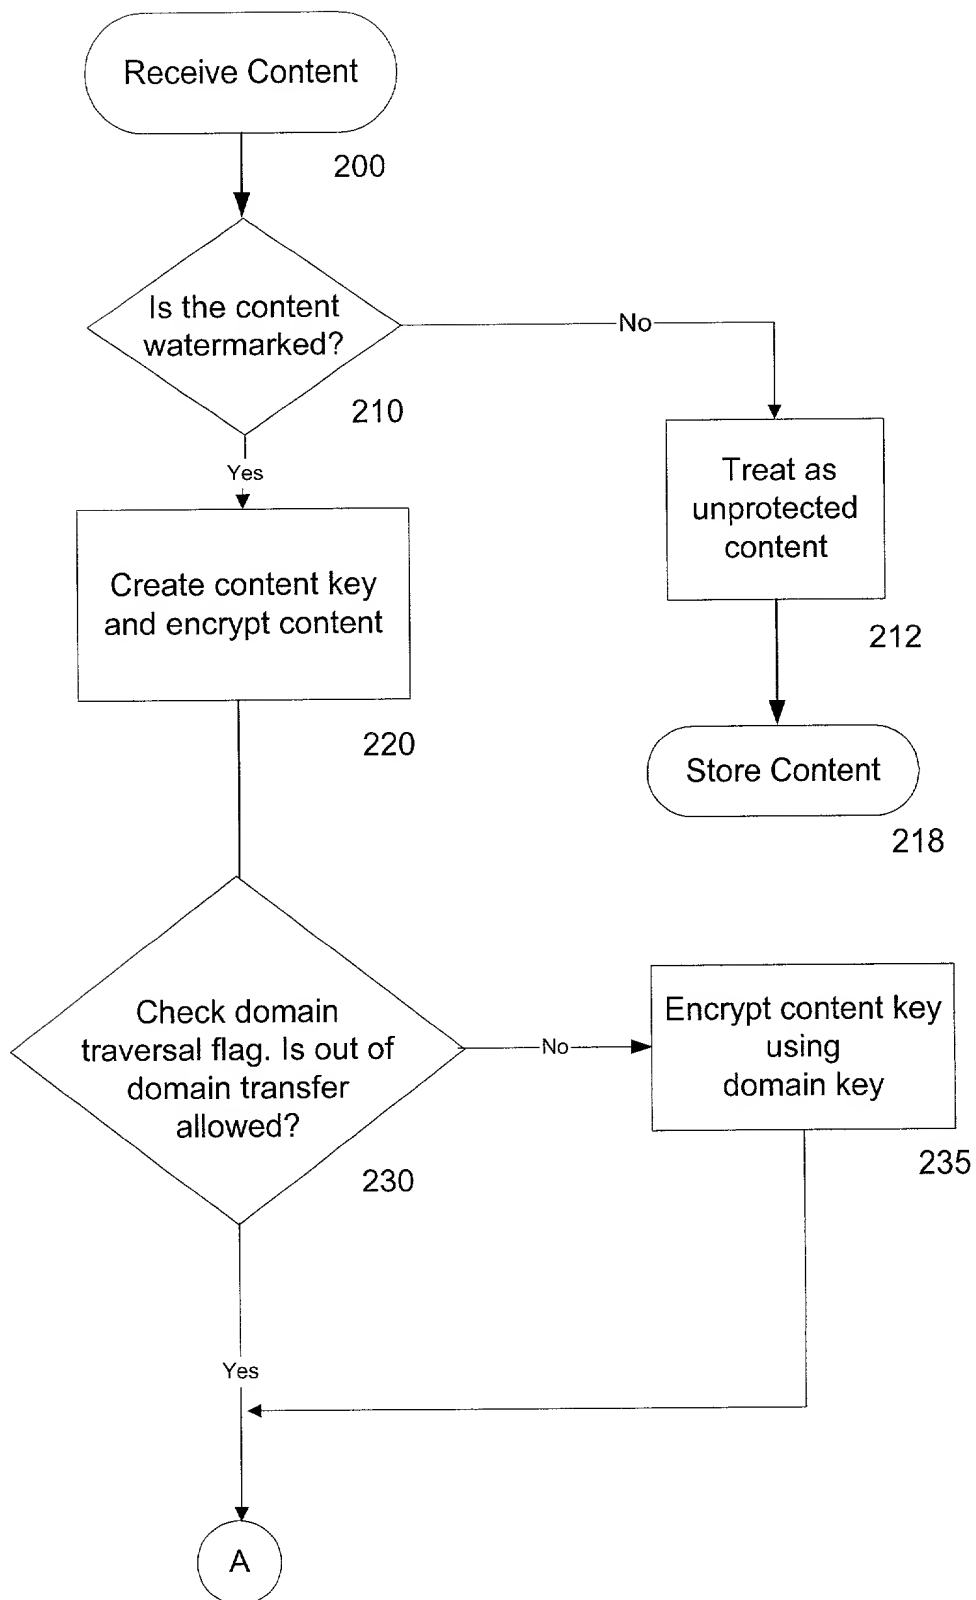 Receive Content
200
Is the content
watermarked?
No
210
Yes
Treat as
unprotected
content
212
Create content key
and encrypt content
220
Store Content
218
Check domain
traversal flag. Is out of
domain transfer
allowed?
No
Encrypt content key
using
domain key
235
230
Yes
A